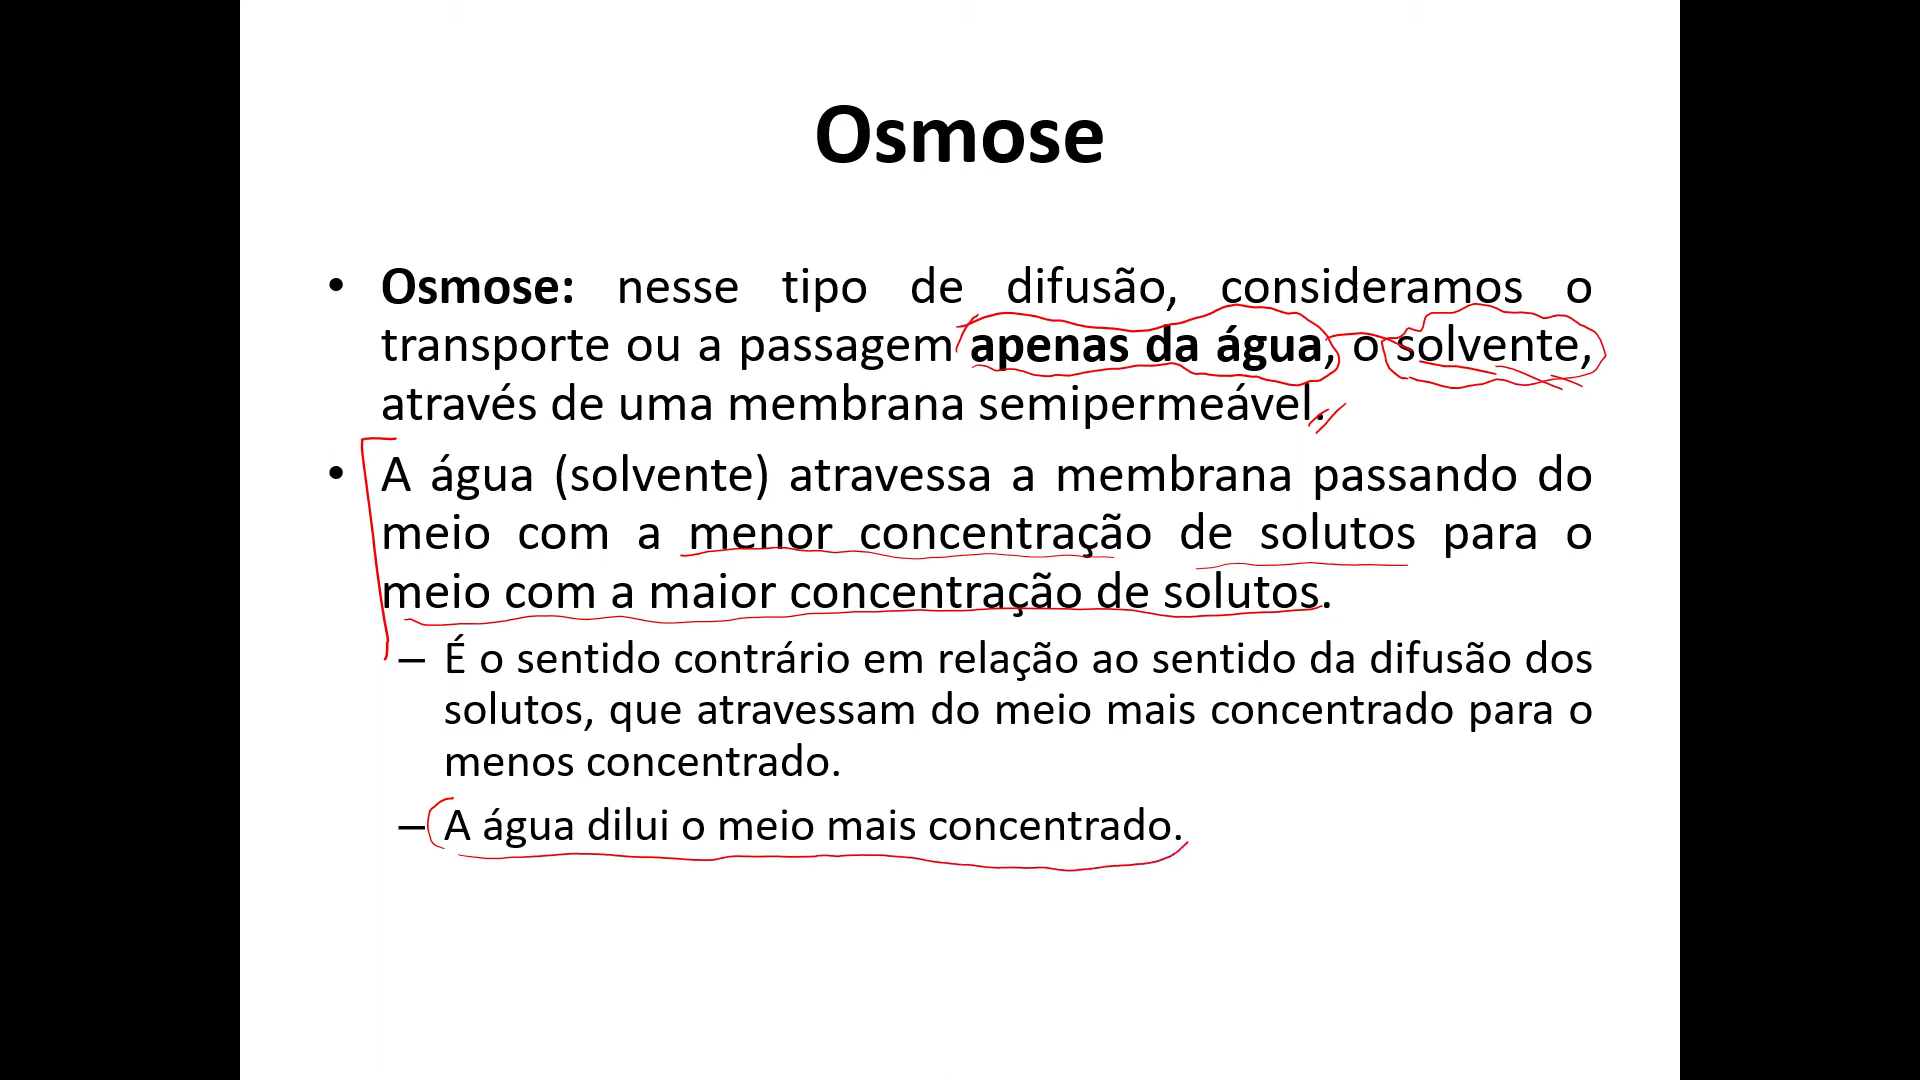 Osmose
• Osmose: nesse tipo de difusão, consideramos o
transporte ou a passagem apenas da água, o solvente,
através de uma membrana semipermeável.
• A água (solvente) atravessa a membrana passando do
meio com a menor concentração de solutos para o
meio com a maior concentração de solutos.
– É o sentido contrário em relação ao sentido da difusão dos
solutos, que atravessam do meio mais concentrado para o
menos concentrado.
– A água dilui o meio mais concentrado.